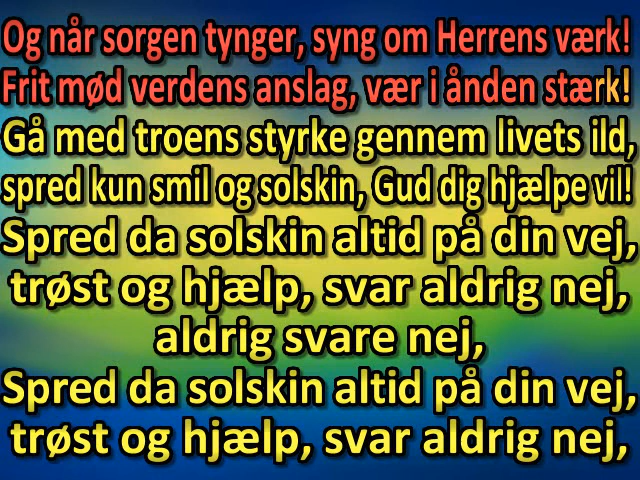 Og når sorgen tynger, syng om Herrens værk!
Frit mød verdens anslag, vær i ånden stærk!
Gå med troens styrke gennem livets ild,
spred kun smil og solskin, Gud dig hjælpe vil!
Spred da solskin altid på din vej,
trøst og hjælp, svar aldrig nej,
aldrig svare nej,
Spred da solskin altid på din vej,
trøst og hjælp, svar aldrig nej,